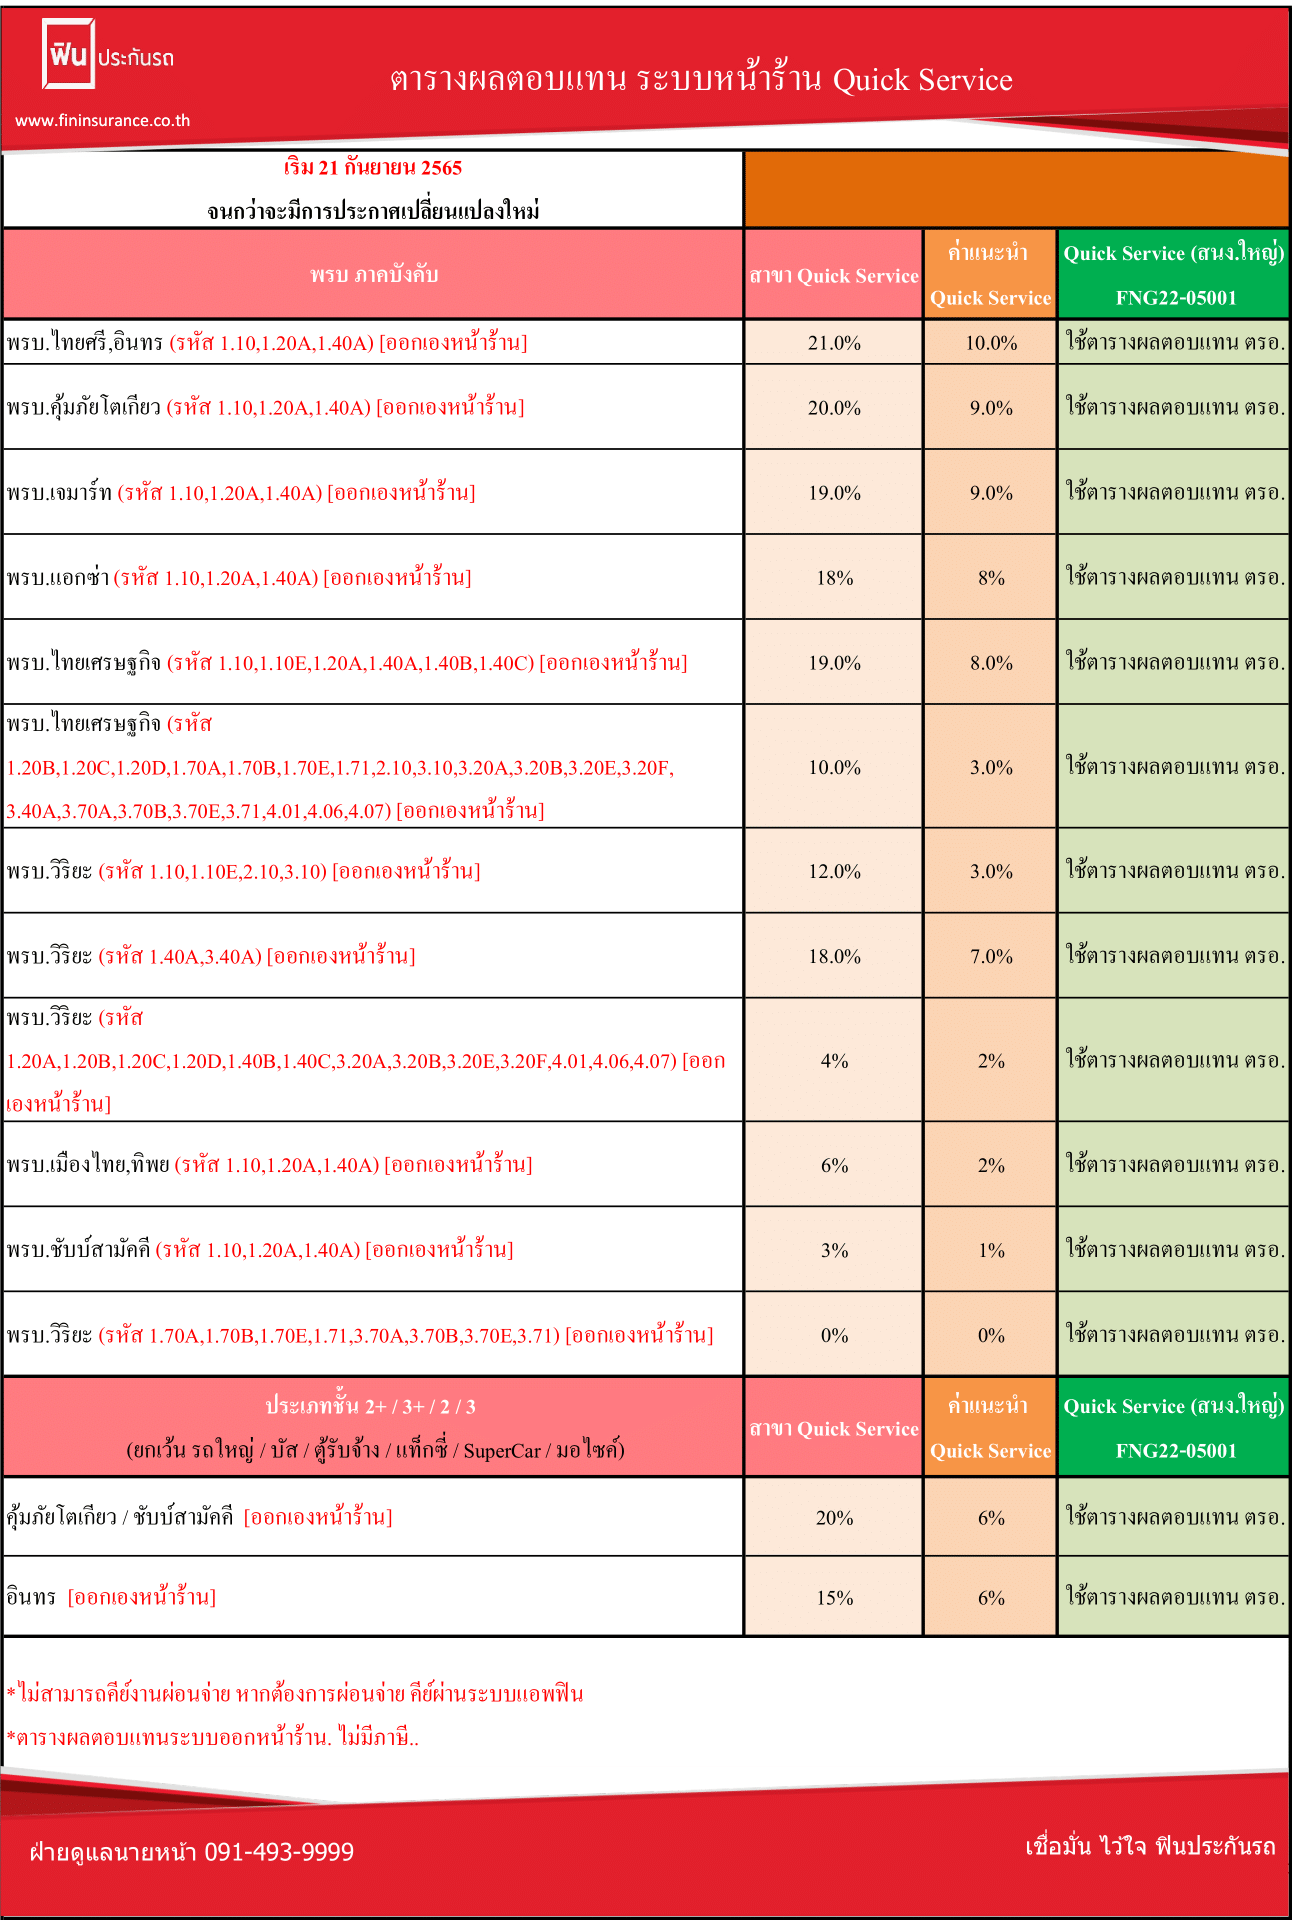 ฟิน ประกันรถ
www.fininsurance.co.th
ตารางผลตอบแทน ระบบหน้าร้าน Quick Service
เริ่ม 21 กันยายน 2565
จนกว่าจะมีการประกาศเปลี่ยนแปลงใหม่
พรบ ภาคบังคับ
สาขา Quick Service
ค่าแนะนำ
Quick Service
Quick Service (สนง.ใหญ่)
FNG22-05001
พรบ.ไทยศรี,อินทร (รหัส 1.10,1.20A,1.40A) [ออกเองหน้าร้าน] 21.0% 10.0% ใช้ตารางผลตอบแทน ตรอ.
พรบ.คุ้มภัยโตเกียว (รหัส 1.10,1.20A,1.40A) [ออกเองหน้าร้าน] 20.0% 9.0% ใช้ตารางผลตอบแทน ตรอ.
พรบ.เจมาร์ท (รหัส 1.10,1.20A,1.40A) [ออกเองหน้าร้าน] 19.0% 9.0% ใช้ตารางผลตอบแทน ตรอ.
พรบ.แอกซ่า (รหัส 1.10,1.20A,1.40A) [ออกเองหน้าร้าน] 18% 8% ใช้ตารางผลตอบแทน ตรอ.
พรบ.ไทยเศรษฐกิจ (รหัส 1.10,1.10E,1.20A,1.40A,1.40B,1.40C) [ออกเองหน้าร้าน] 19.0% 8.0% ใช้ตารางผลตอบแทน ตรอ.
พรบ.ไทยเศรษฐกิจ (รหัส
1.20B,1.20C,1.20D,1.70A,1.70B,1.70E,1.71,2.10,3.10,3.20A,3.20B,3.20E,3.20F,
3.40A,3.70A,3.70B,3.70E,3.71,4.01,4.06,4.07) [ออกเองหน้าร้าน]
10.0% 3.0% ใช้ตารางผลตอบแทน ตรอ.
พรบ.วิริยะ (รหัส 1.10,1.10E,2.10,3.10) [ออกเองหน้าร้าน] 12.0% 3.0% ใช้ตารางผลตอบแทน ตรอ.
พรบ.วิริยะ (รหัส 1.40A,3.40A) [ออกเองหน้าร้าน] 18.0% 7.0% ใช้ตารางผลตอบแทน ตรอ.
พรบ.วิริยะ (รหัส
1.20A,1.20B,1.20C,1.20D,1.40B,1.40C,3.20A,3.20B,3.20E,3.20F,4.01,4.06,4.07) [ออก
เองหน้าร้าน]
4% 2% ใช้ตารางผลตอบแทน ตรอ.
พรบ.เมืองไทย,ทิพย (รหัส 1.10,1.20A,1.40A) [ออกเองหน้าร้าน] 6% 2% ใช้ตารางผลตอบแทน ตรอ.
พรบ.ชับบ์สามัคคี (รหัส 1.10,1.20A,1.40A) [ออกเองหน้าร้าน] 3% 1% ใช้ตารางผลตอบแทน ตรอ.
พรบ.วิริยะ (รหัส 1.70A,1.70B,1.70E,1.71,3.70A,3.70B,3.70E,3.71) [ออกเองหน้าร้าน] 0% 0% ใช้ตารางผลตอบแทน ตรอ.
ประเภทชั้น 2+ / 3+ / 2 / 3
(ยกเว้น รถใหญ่ / บัส / ตู้รับจ้าง / แท็กซี่ / SuperCar / มอไซค์)
สาขา Quick Service
ค่าแนะนำ
Quick Service
Quick Service (สนง.ใหญ่)
FNG22-05001
คุ้มภัยโตเกียว / ชับบ์สามัคคี [ออกเองหน้าร้าน] 20% 6% ใช้ตารางผลตอบแทน ตรอ.
อินทร [ออกเองหน้าร้าน] 15% 6% ใช้ตารางผลตอบแทน ตรอ.
*ไม่สามารถคีย์งานผ่อนจ่าย หากต้องการผ่อนจ่าย คีย์ผ่านระบบแอพฟิน
*ตารางผลตอบแทนระบบออกหน้าร้าน. ไม่มีภาษี..
ฝ่ายดูแลนายหน้า 091-493-9999
เชื่อมั่น ไว้ใจ ฟินประกันรถ